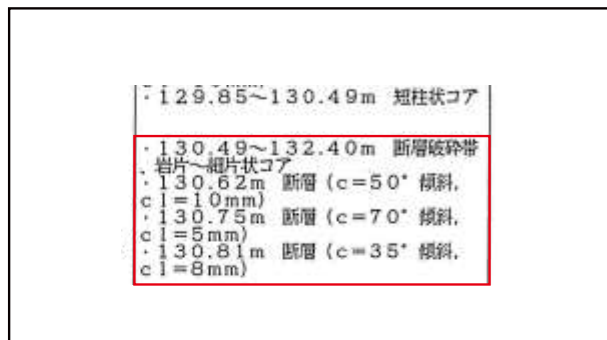 ・129.85～130.49m 短柱状コア
・130.49～132.40m 断層破砕帯
，岩片～細片状コア
・130.62m 断層（c=50°傾斜，
cl=10mm）
・130.75m 断層（c=70°傾斜，
cl=5mm）
・130.81m 断層（c=35°傾斜，
cl=8mm）